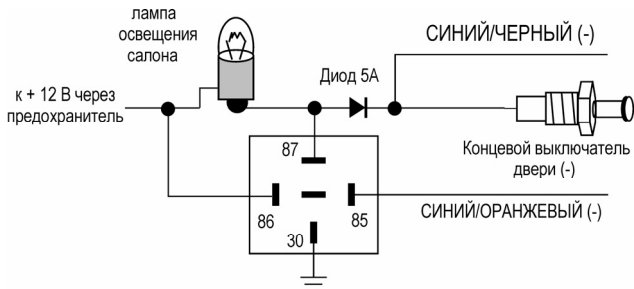 лампа
освещения
салона
СИНИЙ/ЧЕРНЫЙ (-)
Диод 5А
к + 12 В через
предохранитель
Концевой выключатель
двери (-)
87
86
85
30
СИНИЙ/ОРАНЖЕВЫЙ (-)